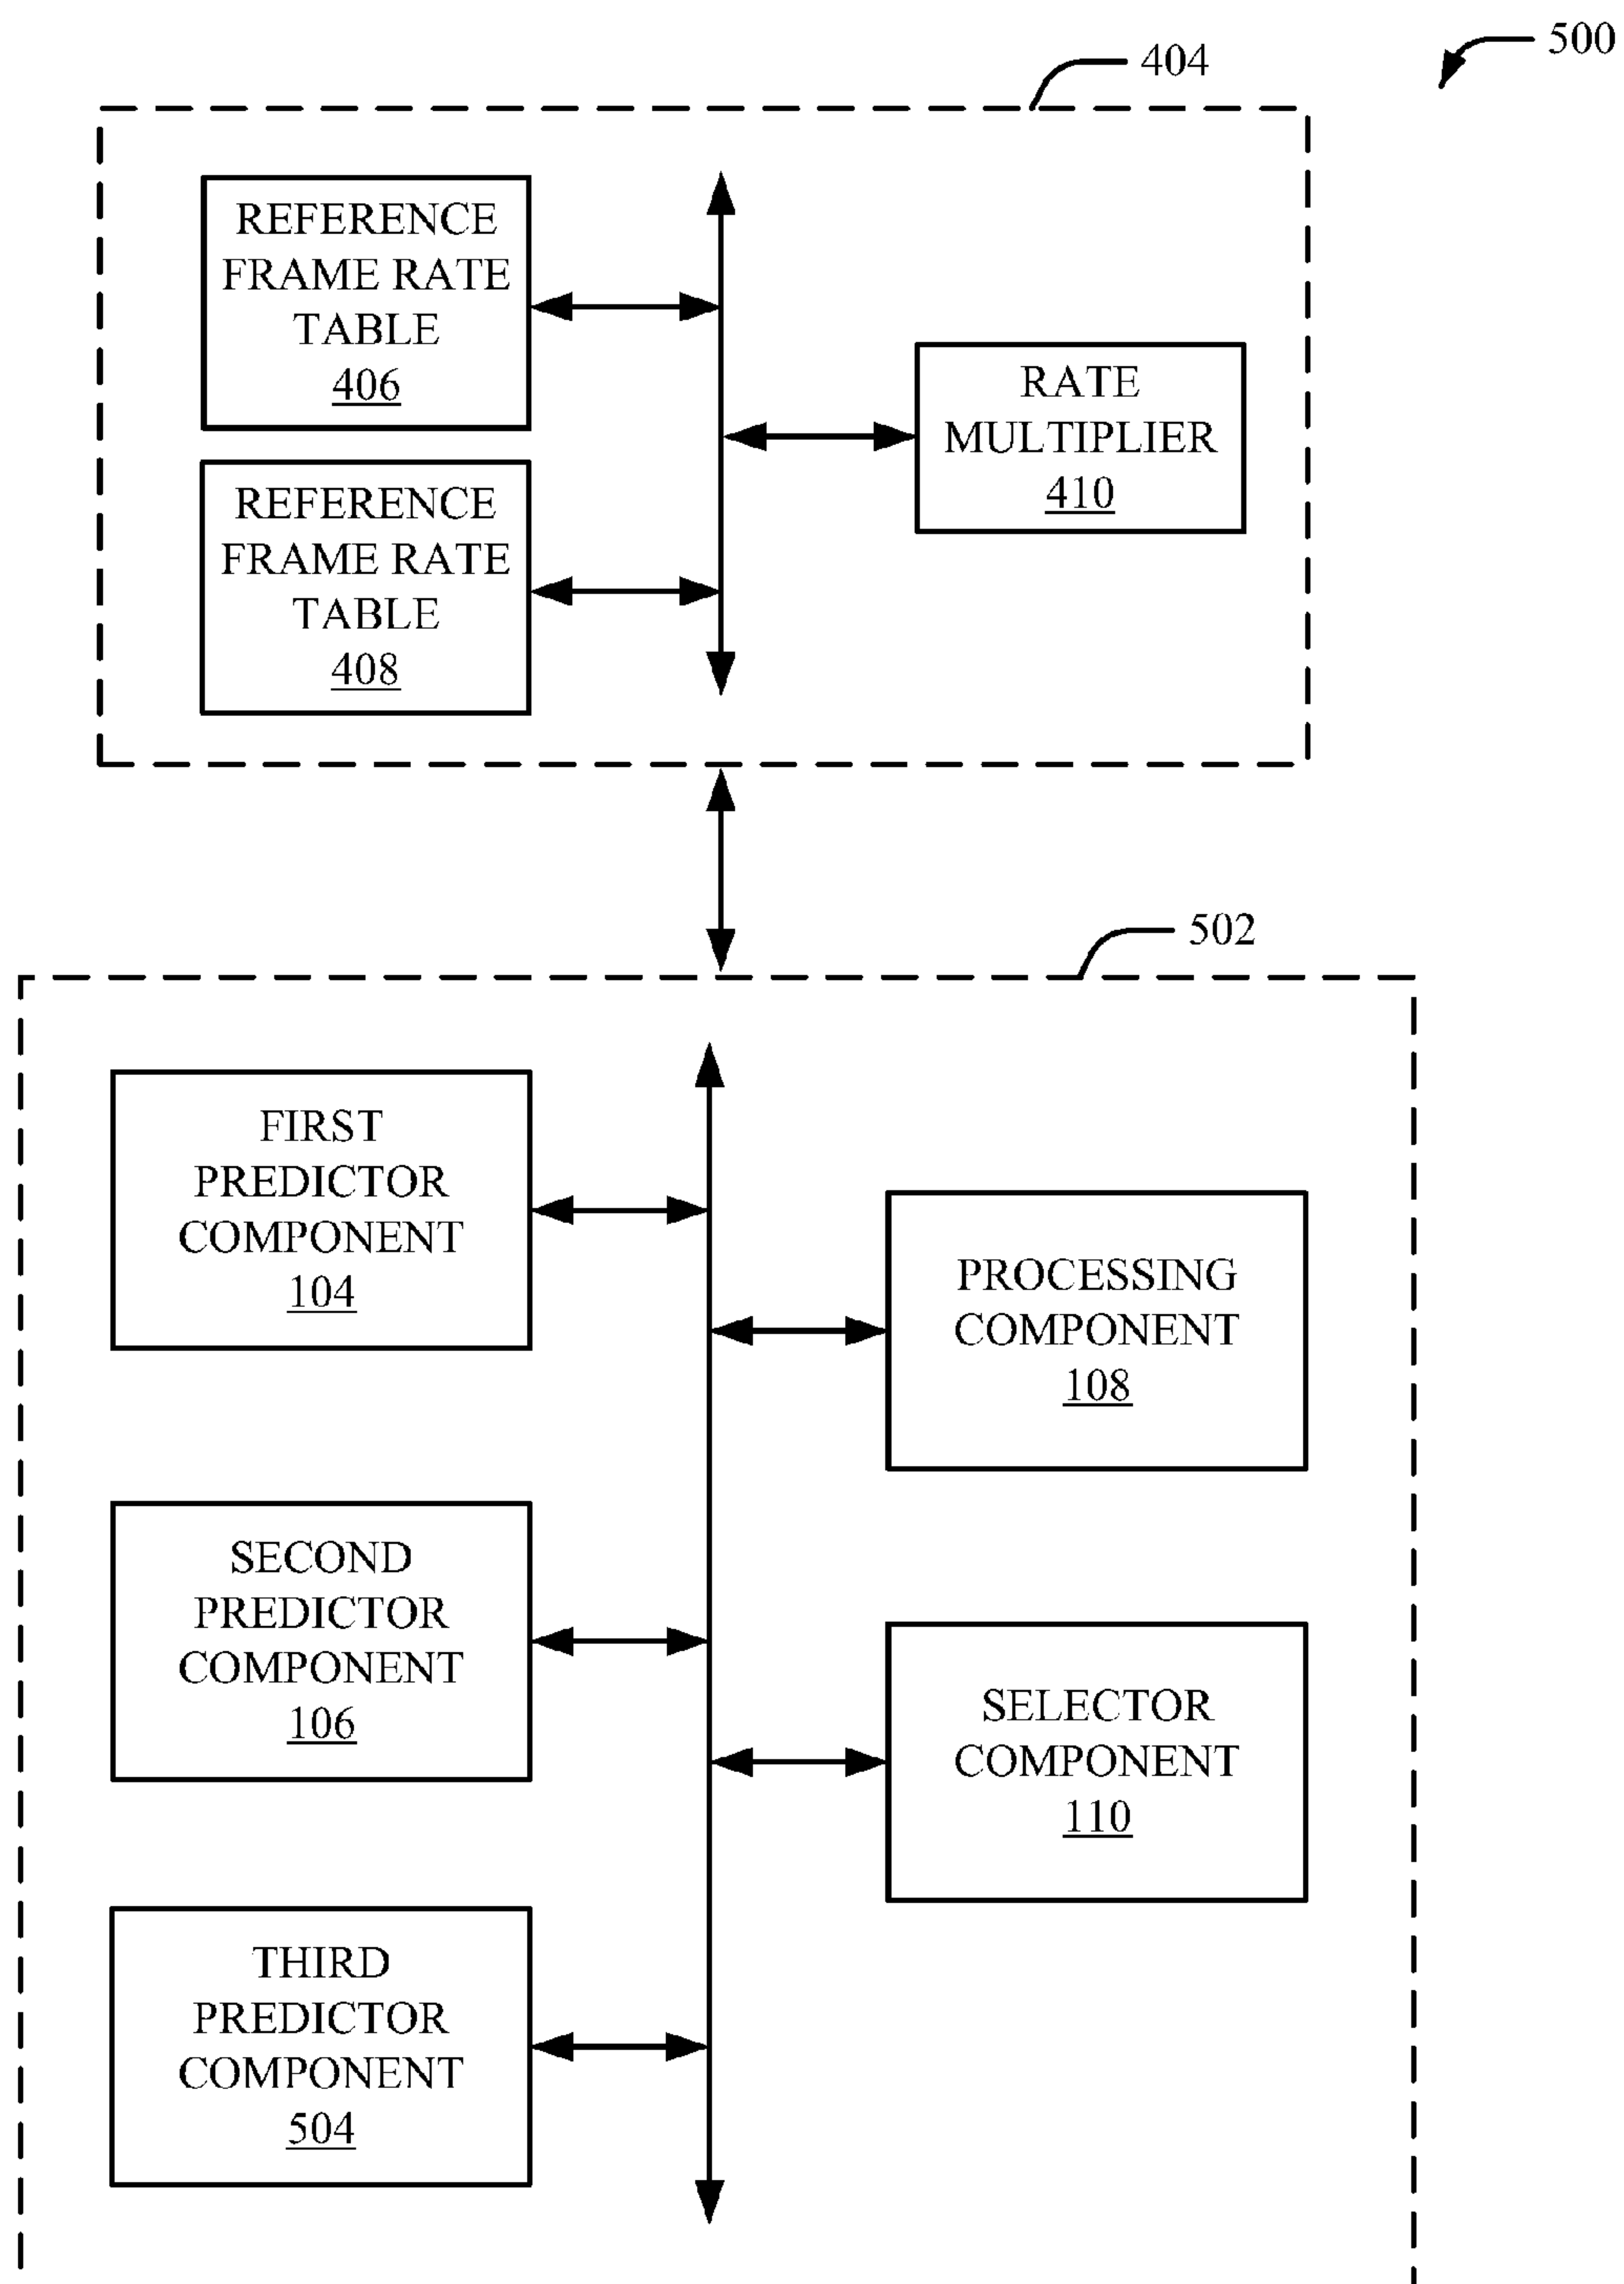 500
404
REFERENCE
FRAME RATE
TABLE
406
RATE
MULTIPLIER
410
REFERENCE
FRAME RATE
TABLE
408
502
FIRST
PREDICTOR
COMPONENT
104
PROCESSING
COMPONENT
108
SECOND
PREDICTOR
COMPONENT
106
SELECTOR
COMPONENT
110
THIRD
PREDICTOR
COMPONENT
504